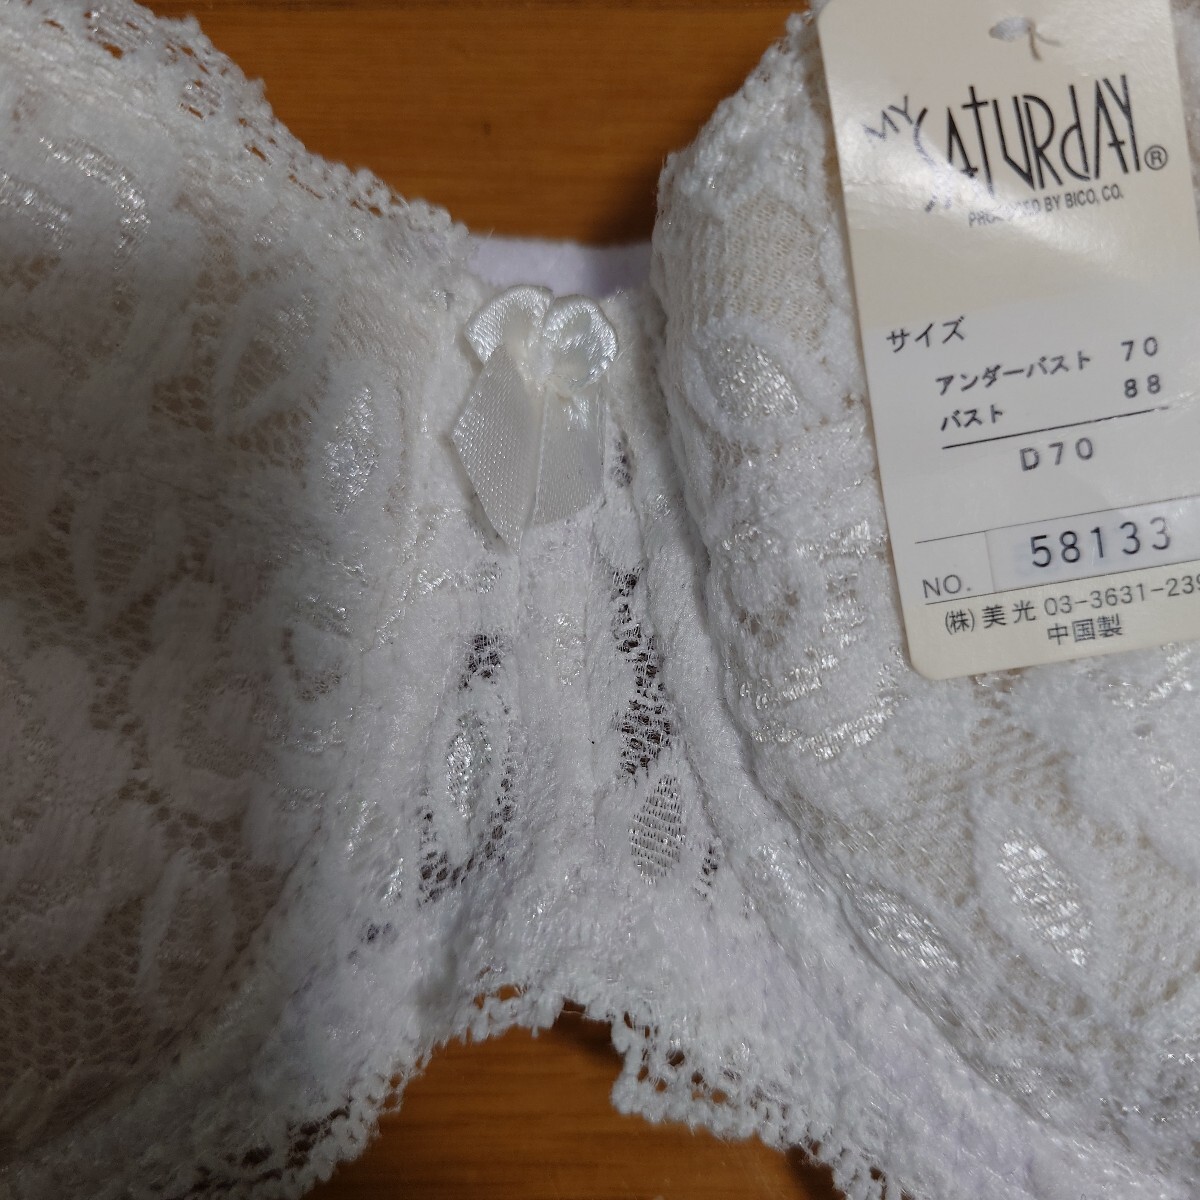 MY SATURDAY®
PRODUCED BY BICO, CO.
サイズ
アンダーバスト 70
バスト 88
D70
NO. 58133
(株)美光 03-3631-239
中国製